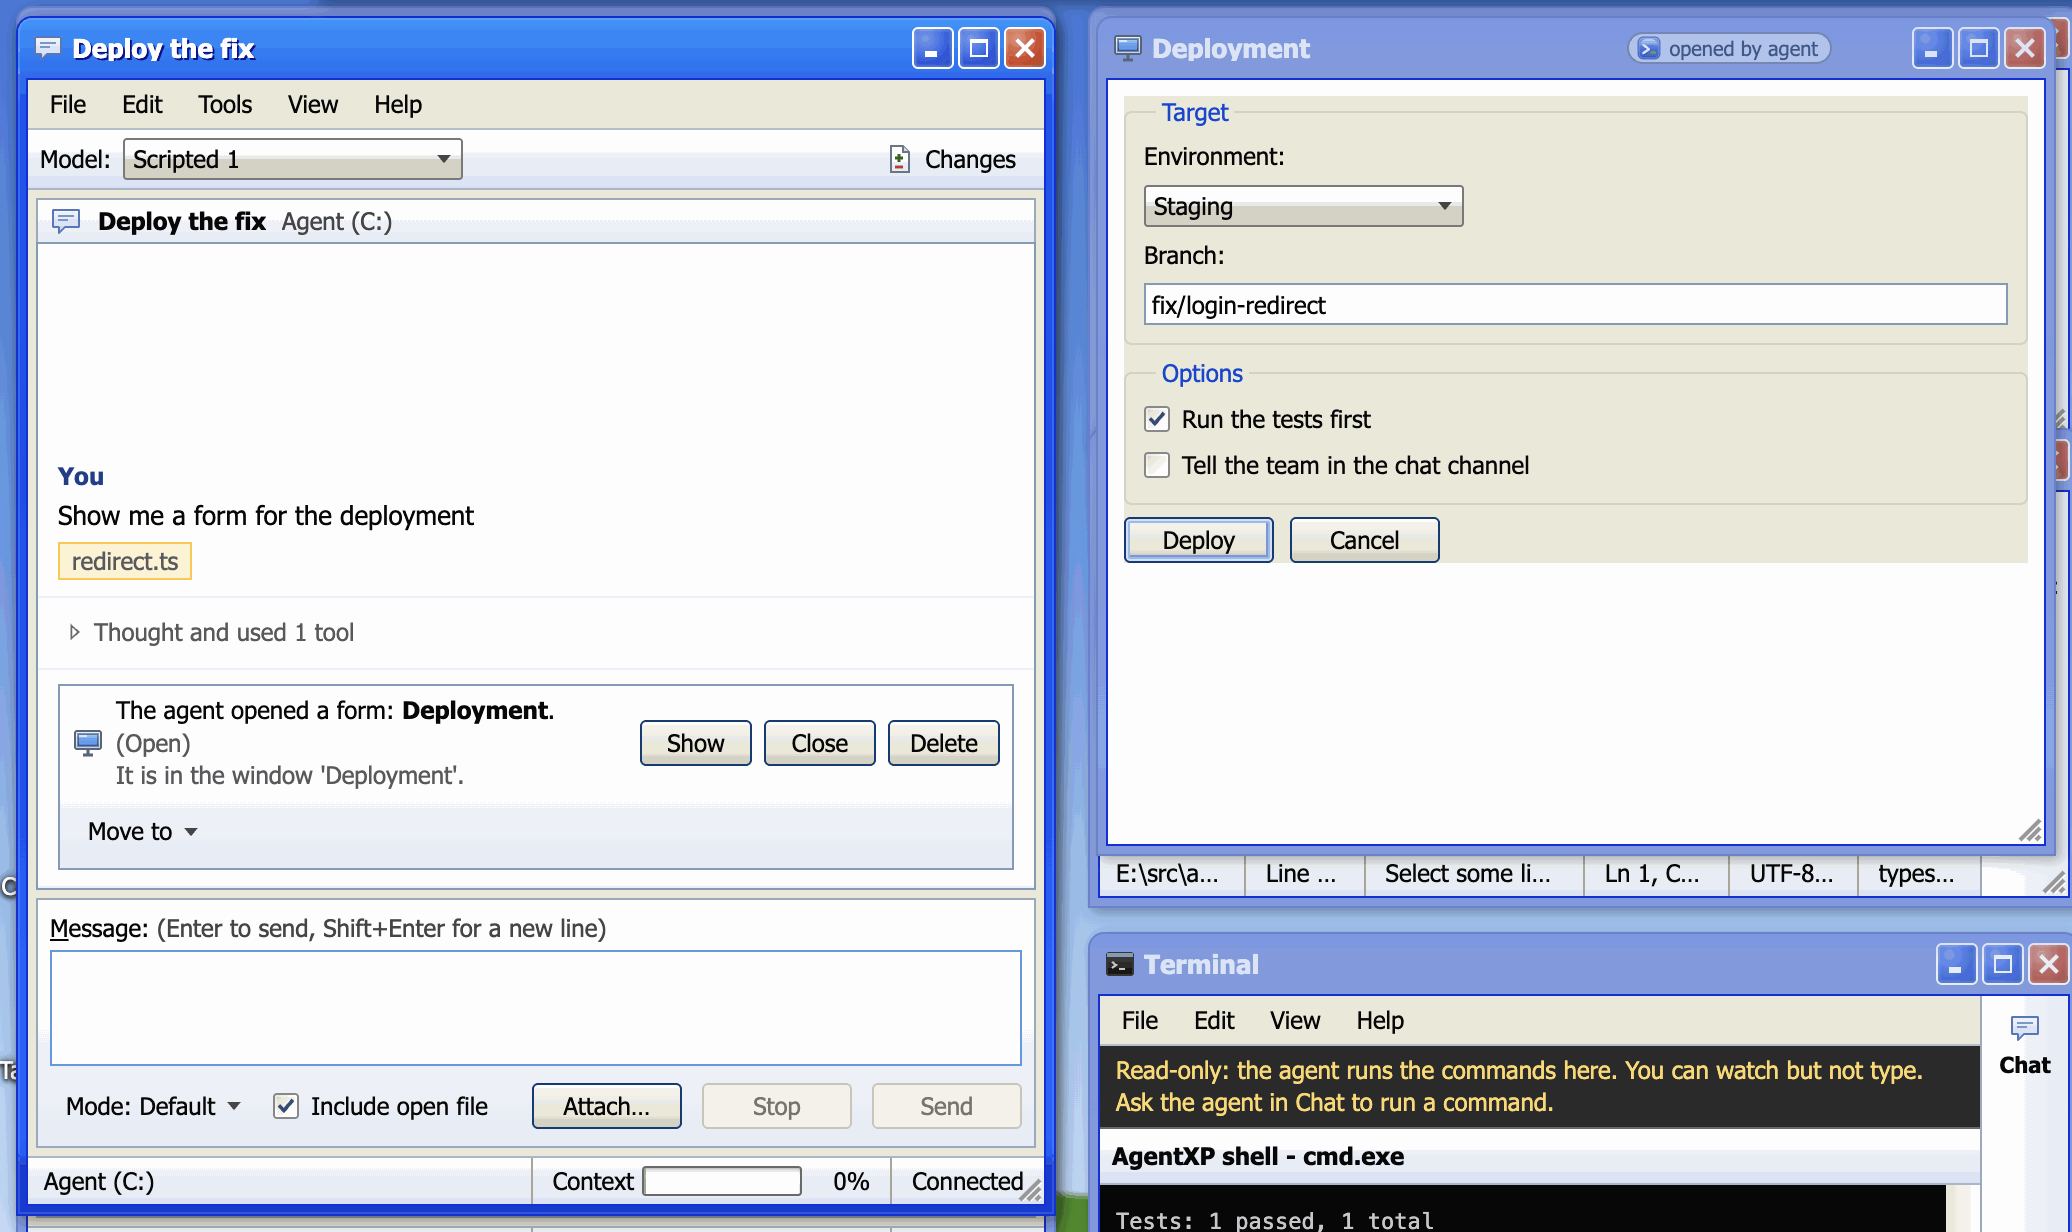 Deploy the fix
File Edit Tools View Help
Model: Scripted 1 Changes
Deploy the fix Agent (C:)
You
Show me a form for the deployment
redirect.ts
Thought and used 1 tool
The agent opened a form: Deployment.
(Open)
It is in the window 'Deployment'.
Show Close Delete
Move to
Message: (Enter to send, Shift+Enter for a new line)
Mode: Default Include open file Attach... Stop Send
Agent (C:) Context 0% Connected
Deployment opened by agent
Target
Environment:
Staging
Branch:
fix/login-redirect
Options
Run the tests first
Tell the team in the chat channel
Deploy Cancel
E:\src\a... Line ... Select some li... Ln 1, C... UTF-8... types...
Terminal
File Edit View Help
Read-only: the agent runs the commands here. You can watch but not type.
Ask the agent in Chat to run a command.
Chat
AgentXP shell - cmd.exe
Tests: 1 passed, 1 total